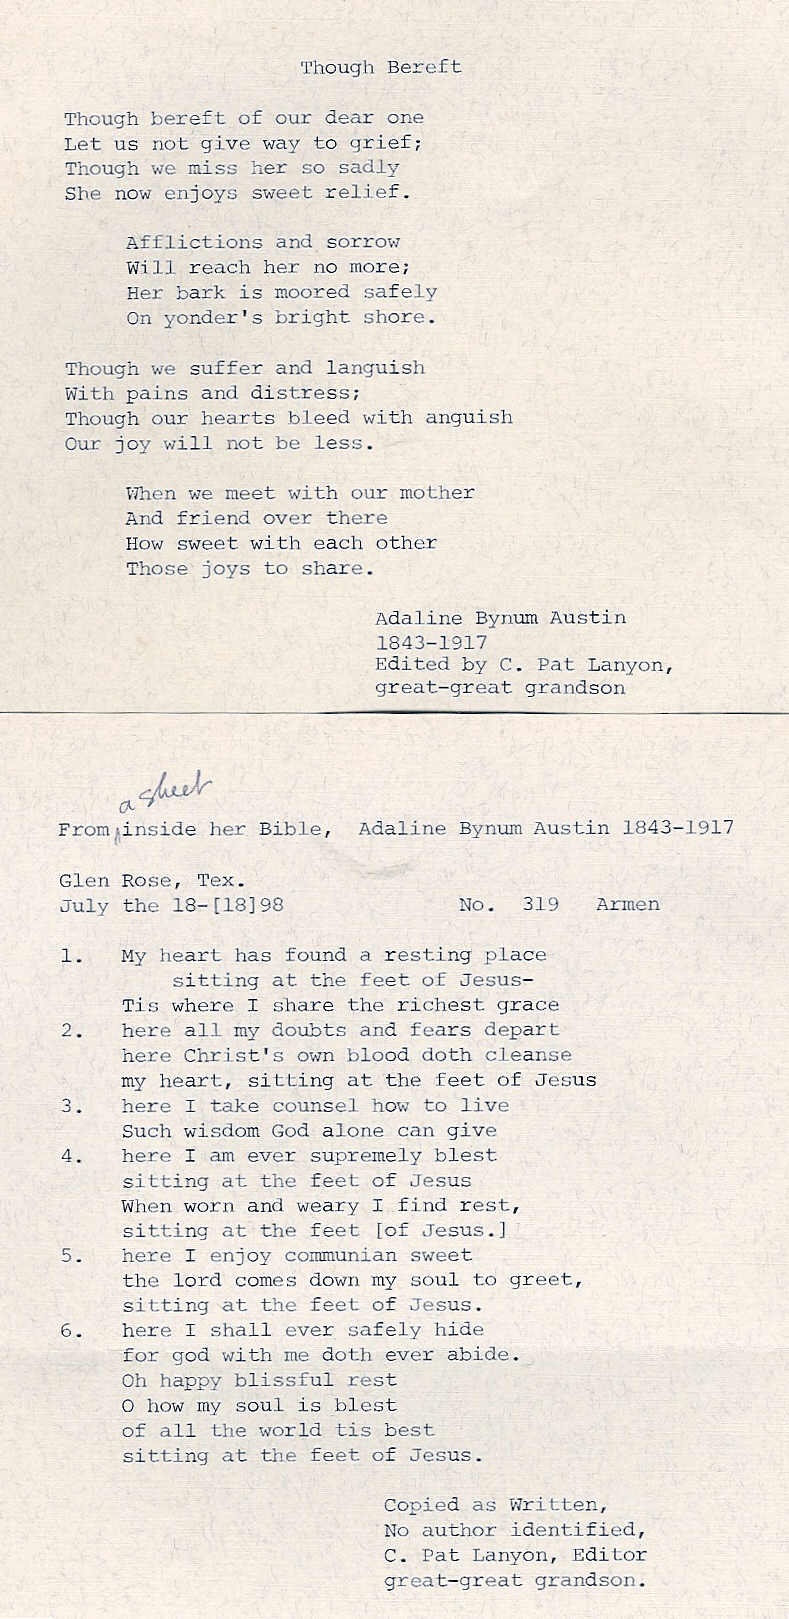 Though Bereft
Though bereft of our dear one
Let us not give way to grief;
Though we miss her so sadly
She now enjoys sweet relief.
Afflictions and sorrow
Will reach her no more;
Her bark is moored safely
On yonder's bright shore.
Though we suffer and languish
With pains and distress;
Though our hearts bleed with anguish
Our joy will not be less.
When we meet with our mother
And friend over there
How sweet with each other
Those joys to share.
Adaline Bynum Austin
1843-1917
Edited by C. Pat Lanyon,
great-great grandson
a sheet
From inside her Bible, Adaline Bynum Austin 1843-1917
Glen Rose, Tex.
July the 18-[18]98 No. 319 Armen
1. My heart has found a resting place
sitting at the feet of Jesus-
Tis where I share the richest grace
2. here all my doubts and fears depart
here Christ's own blood doth cleanse
my heart, sitting at the feet of Jesus
3. here I take counsel how to live
Such wisdom God alone can give
4. here I am ever supremely blest
sitting at the feet of Jesus
When worn and weary I find rest,
sitting at the feet [of Jesus.]
5. here I enjoy communian sweet
the lord comes down my soul to greet,
sitting at the feet of Jesus.
6. here I shall ever safely hide
for god with me doth ever abide.
Oh happy blissful rest
O how my soul is blest
of all the world tis best
sitting at the feet of Jesus.
Copied as Written,
No author identified,
C. Pat Lanyon, Editor
great-great grandson.